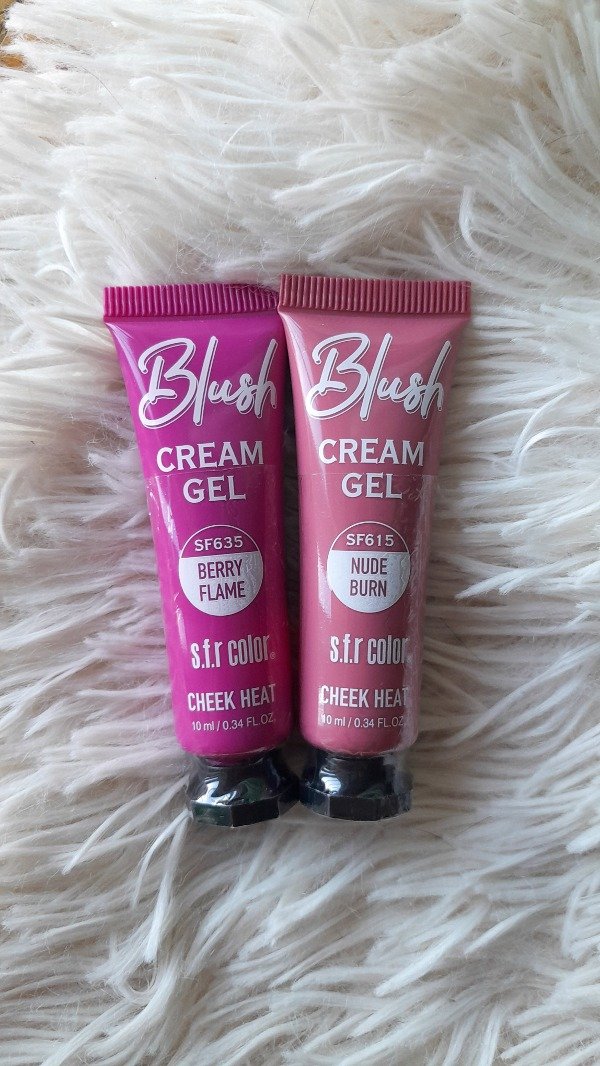 Blush
CREAM
GEL
SF635
BERRY
FLAME
s.f.r color®
CHEEK HEAT
10 ml / 0.34 FL.OZ.
Blush
CREAM
GEL
SF615
NUDE
BURN
s.f.r color
CHEEK HEAT
10 ml / 0.34 FL.OZ.